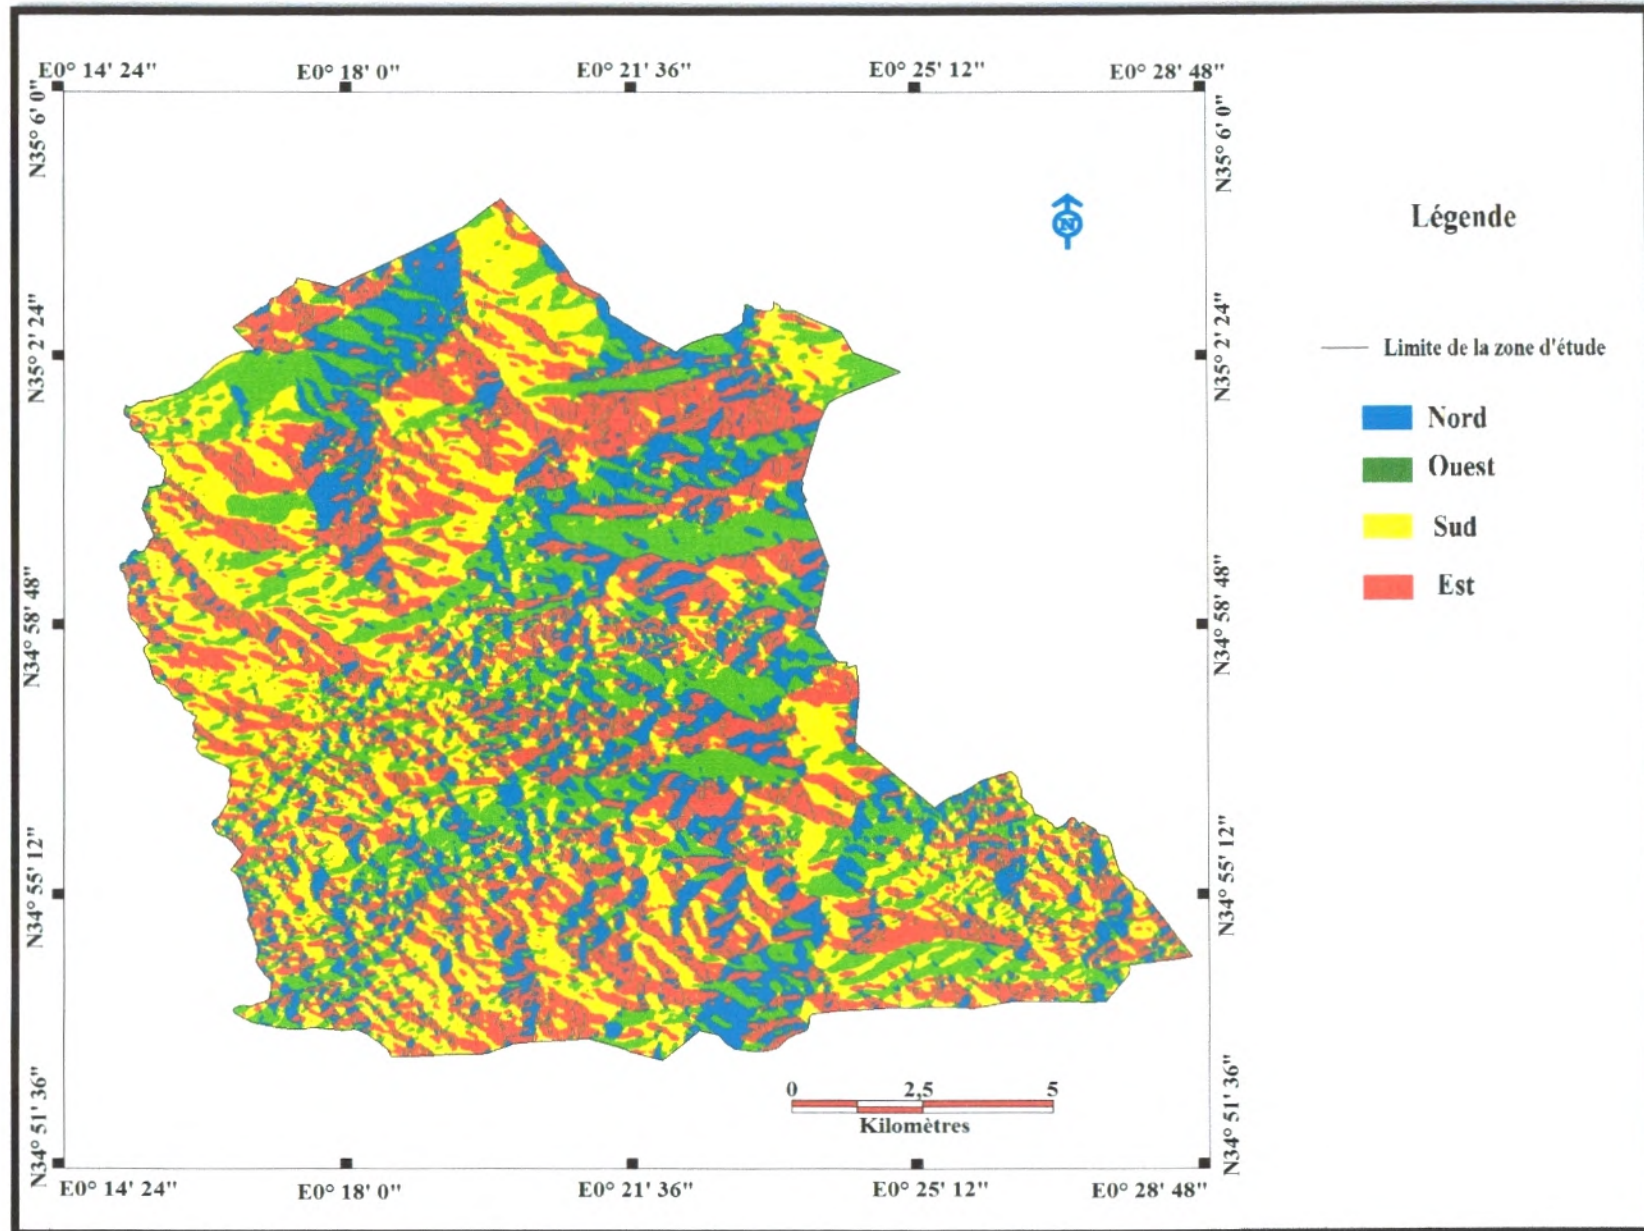 E0° 14' 24"
E0° 18' 0"
E0° 21' 36"
E0° 25' 12"
E0° 28' 48"
N35° 6' 0"
N35° 6' 0"
N
Légende
N35° 2' 24"
N35° 2' 24"
Limite de la zone d'étude
Nord
Ouest
Sud
Est
N34° 58' 48"
N34° 58' 48"
N34° 55' 12"
N34° 55' 12"
N34° 51' 36"
N34° 51' 36"
0 2,5 5
Kilomètres
E0° 14' 24"
E0° 18' 0"
E0° 21' 36"
E0° 25' 12"
E0° 28' 48"